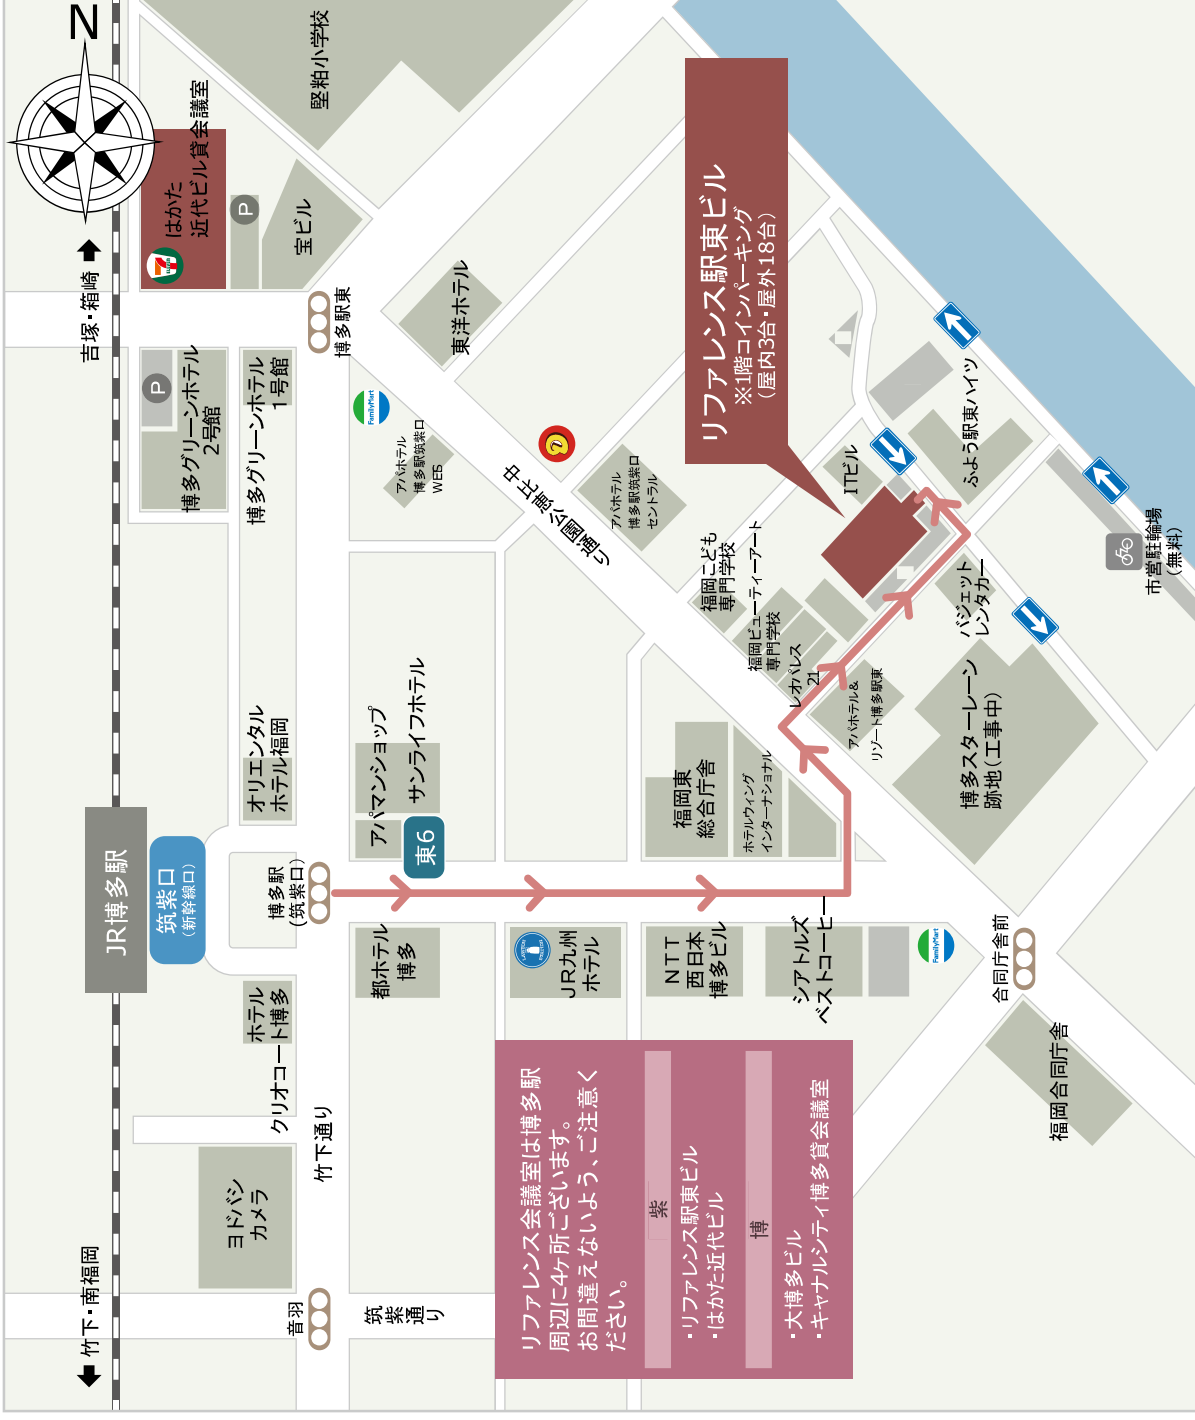 N
吉塚・箱崎
竹下・南福岡
堅粕小学校
はかた
近代ビル貸会議室
P
宝ビル
博多駅東
東洋ホテル
P
博多グリーンホテル
2号館
博多グリーンホテル
1号館
FamilyMart
アパホテル
博多駅筑紫口
WES
中比恵公園通り
アパホテル
博多駅筑紫口
セントラル
リファレンス駅東ビル
※1階コインパーキング
(屋内3台・屋外18台)
ITビル
ふよう駅東ハイツ
市営駐輪場
(無料)
バジェット
レンタカー
福岡こども
専門学校
福岡ビューティーアート
専門学校
レオパレス
21
アパホテル&
リゾート博多駅東
博多スターレーン
跡地(工事中)
JR博多駅
筑紫口
(新幹線口)
オリエンタル
ホテル福岡
アパマンショップ
サンライフホテル
東6
博多駅
(筑紫口)
福岡東
総合庁舎
ホテルウィング
インターナショナル
都ホテル
博多
JR九州
ホテル
NTT
西日本
博多ビル
シアトルズ
ベストコーヒー
FamilyMart
合同庁舎前
福岡合同庁舎
ホテル
クリオコート博多
竹下通り
ヨドバシ
カメラ
音羽
筑紫
通り
リファレンス会議室は博多駅
周辺に4ヶ所ございます。
お間違えないよう、ご注意く
ださい。
紫
・リファレンス駅東ビル
・はかた近代ビル
博
・大博多ビル
・キャナルシティ博多貸会議室